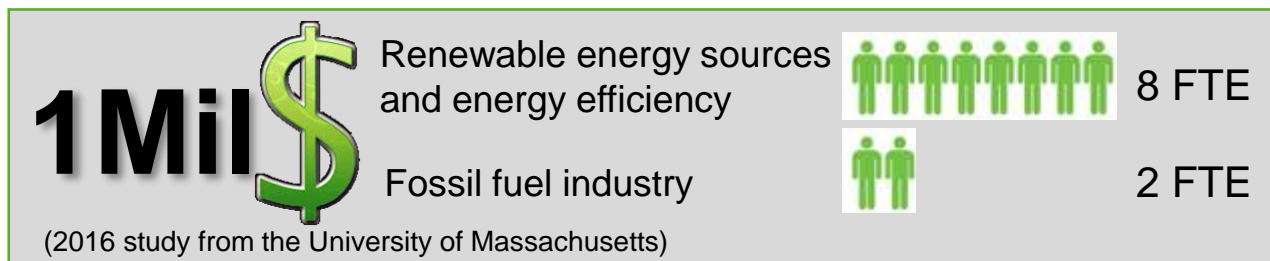 1Mil$
Renewable energy sources
and energy efficiency
8 FTE
Fossil fuel industry
2 FTE
(2016 study from the University of Massachusetts)